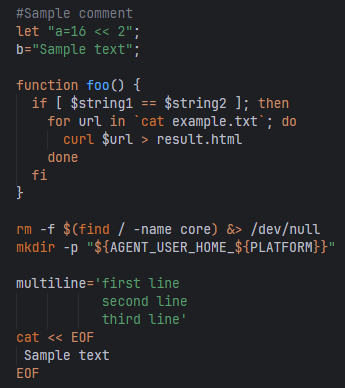 #Sample comment
let "a=16 << 2";
b="Sample text";

function foo() {
  if [ $string1 == $string2 ]; then
    for url in `cat example.txt`; do
      curl $url > result.html
    done
  fi
}

rm -f $(find / -name core) &> /dev/null
mkdir -p "${AGENT_USER_HOME_${PLATFORM}}"

multiline='first line
           second line
           third line'
cat << EOF
 Sample text
EOF